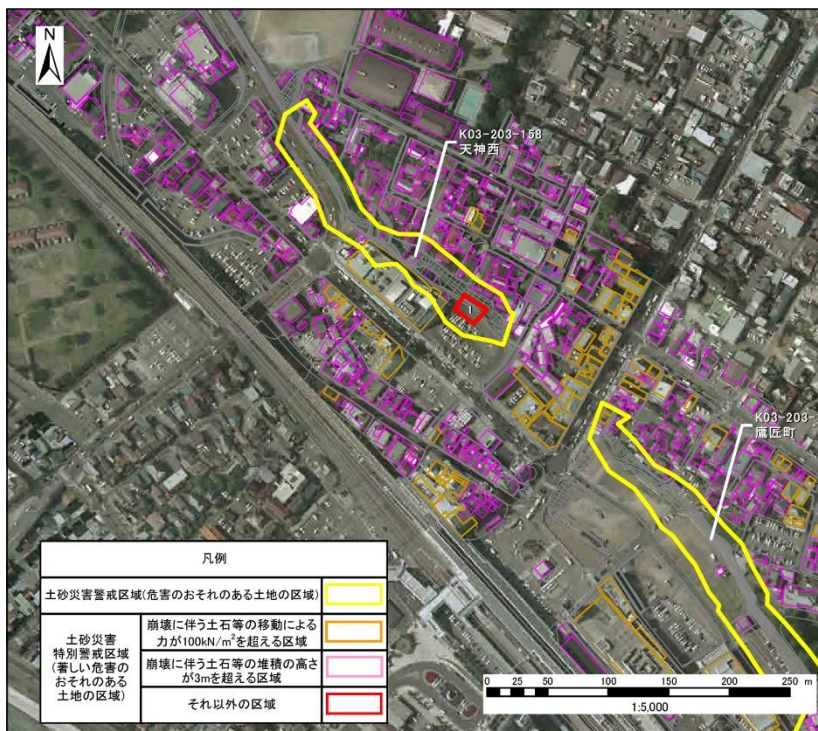 N
K03-203-158
天神西
K03-203-
鷹匠町
凡例
土砂災害警戒区域(危害のおそれのある土地の区域)
土砂災害
特別警戒区域
(著しい危害の
おそれのある
土地の区域)
崩壊に伴う土石等の移動による
力が100kN/m²を超える区域
崩壊に伴う土石等の堆積の高さ
が3mを超える区域
それ以外の区域
0 25 50 100 150 200 250 m
1:5,000